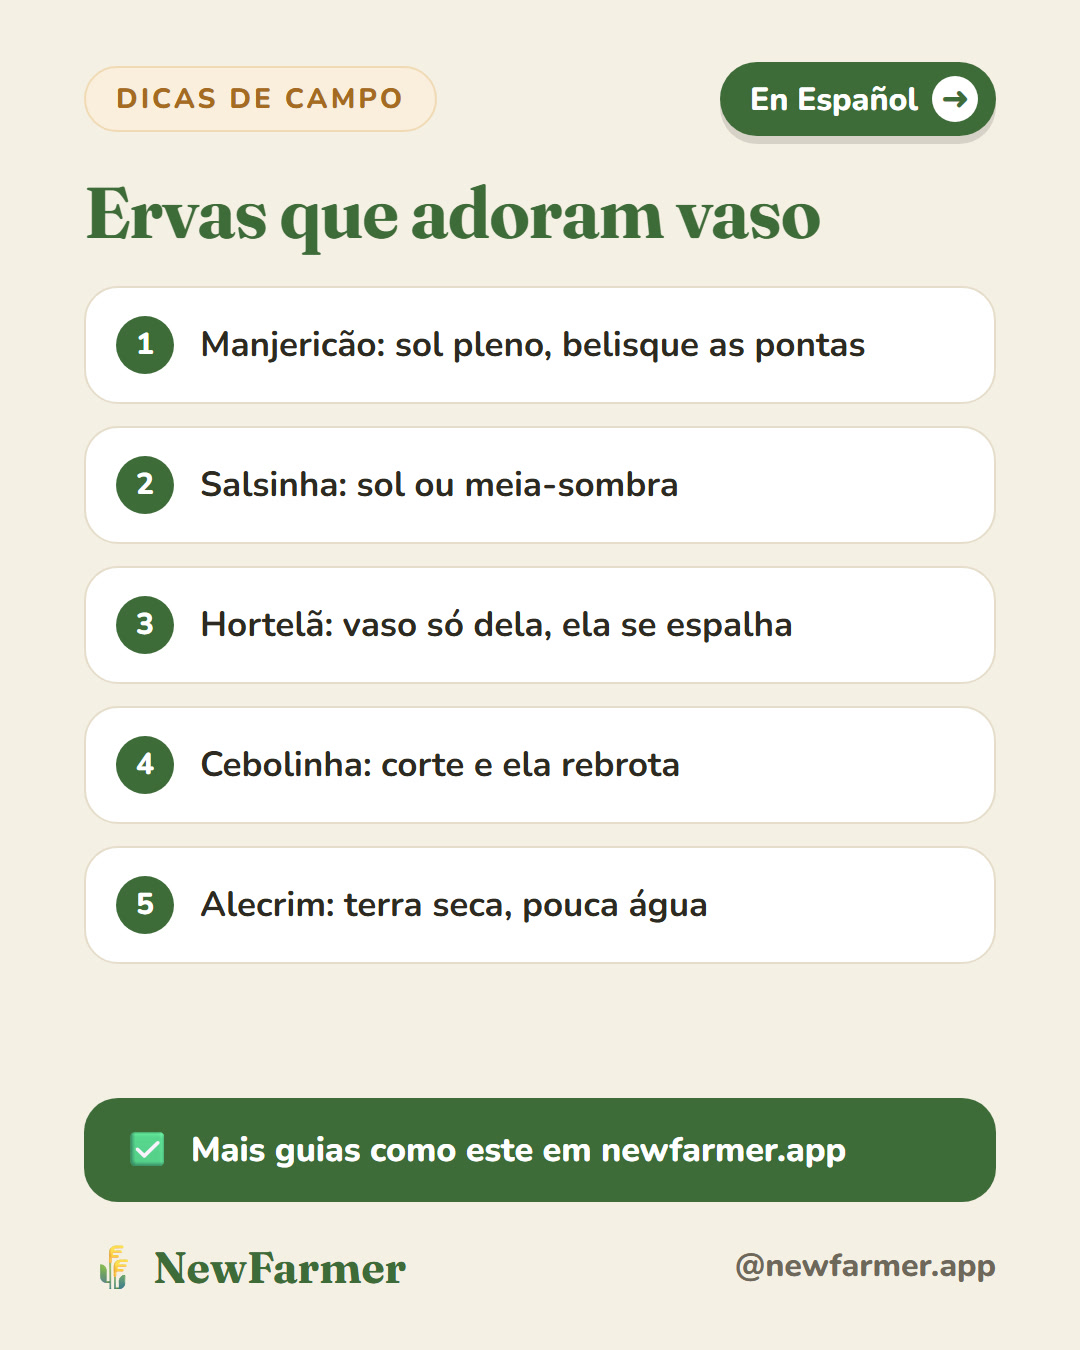 DICAS DE CAMPO
En Español
Ervas que adoram vaso
1 Manjericão: sol pleno, belisque as pontas
2 Salsinha: sol ou meia-sombra
3 Hortelã: vaso só dela, ela se espalha
4 Cebolinha: corte e ela rebrota
5 Alecrim: terra seca, pouca água
Mais guias como este em newfarmer.app
NewFarmer
@newfarmer.app